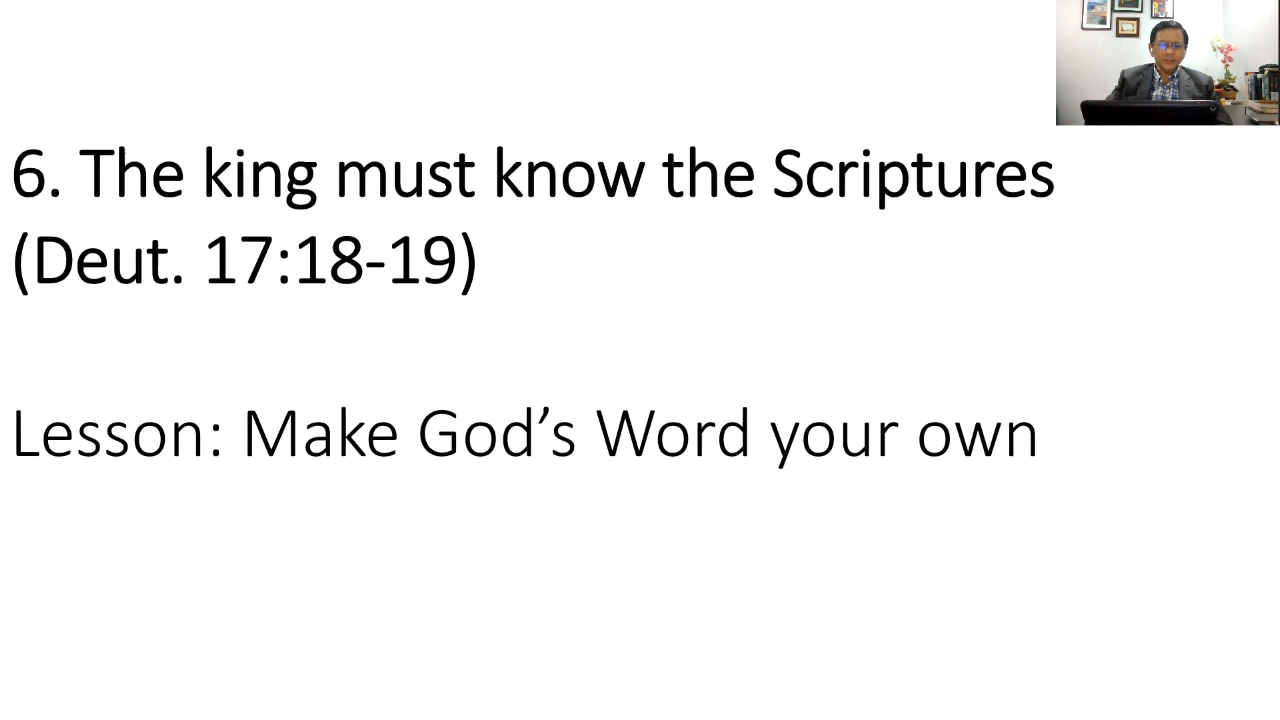 6. The king must know the Scriptures
(Deut. 17:18-19)
Lesson: Make God’s Word your own